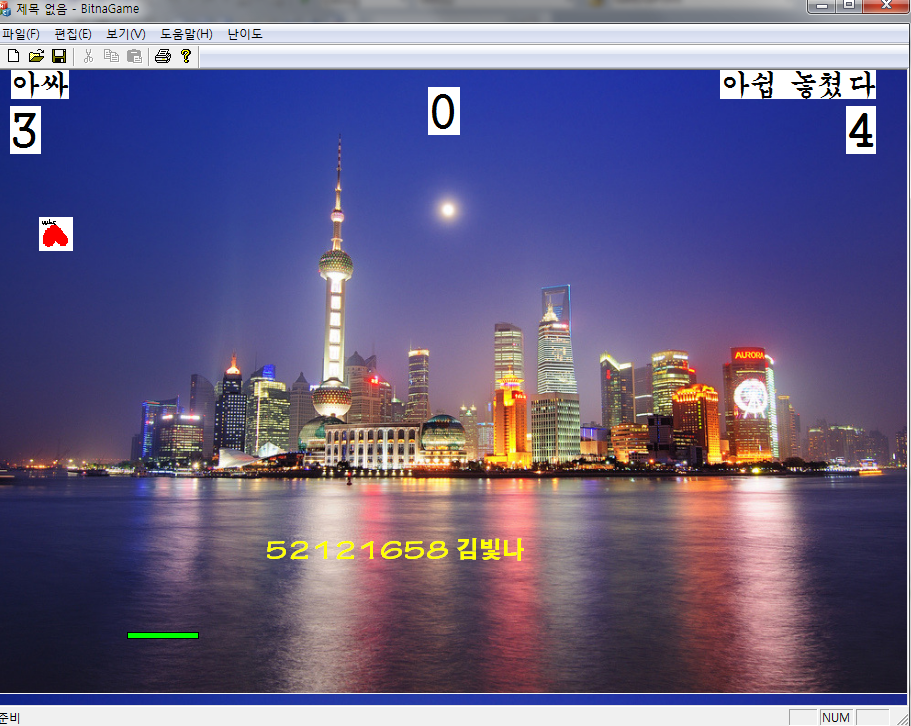 제목 없음 - BitnaGame
파일(F) 편집(E) 보기(V) 도움말(H) 난이도
아싸
0
아쉽 놓쳤다
3
4
AURORA
52121658 김빛나
준비
NUM